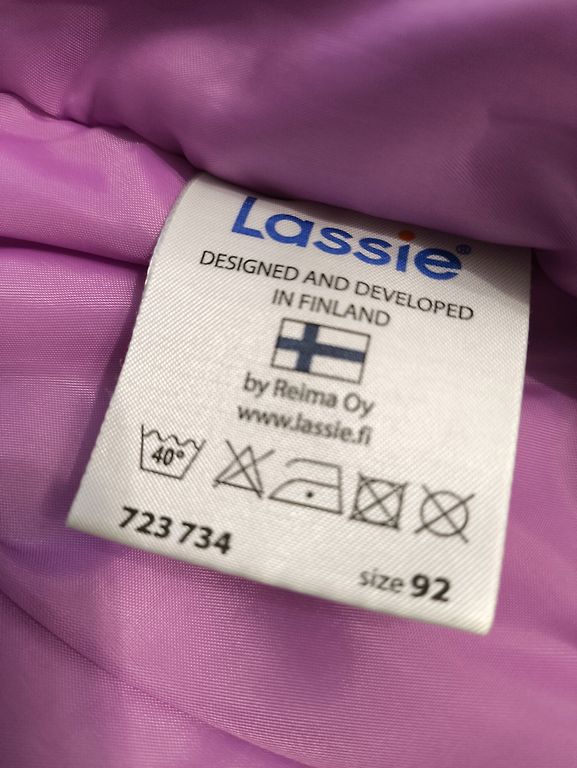 Lassie®
DESIGNED AND DEVELOPED
IN FINLAND
by Reima Oy
www.lassie.fi
40°
723 734
size 92